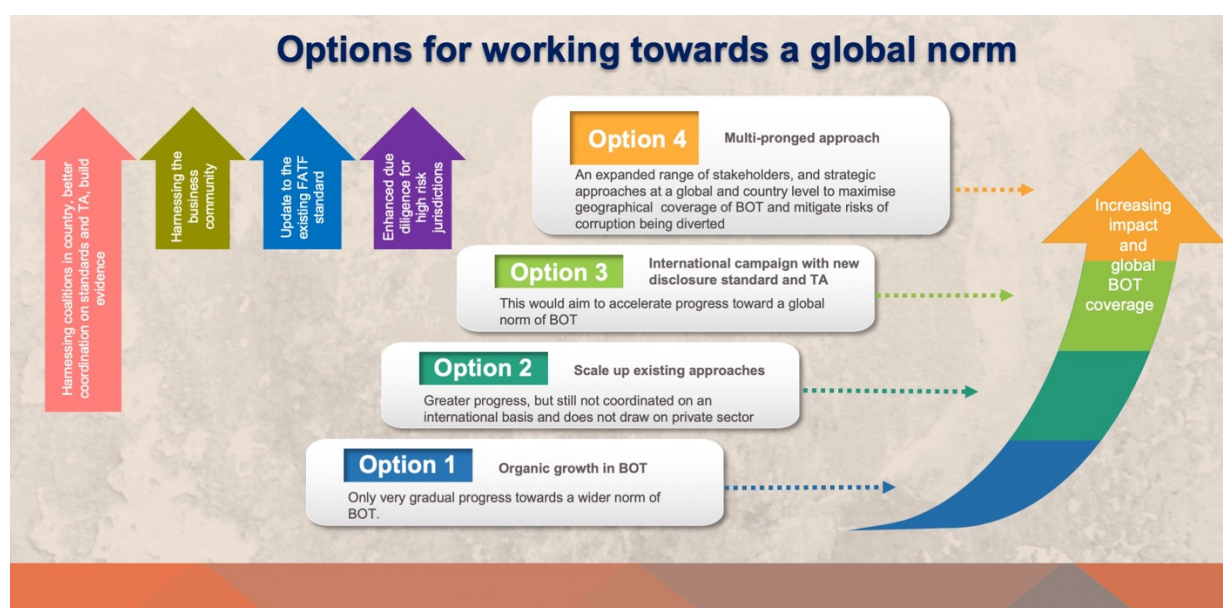 Options for working towards a global norm
Harnessing coalitions in country, better
coordination on standards and TA, build
evidence
Harnessing the
business
community
Update to the
existing FATF
standard
Enhanced due
diligence for
high risk
jurisdictions
Option 4
Multi-pronged approach
An expanded range of stakeholders, and strategic
approaches at a global and country level to maximise
geographical coverage of BOT and mitigate risks of
corruption being diverted
Option 3
International campaign with new
disclosure standard and TA
This would aim to accelerate progress toward a global
norm of BOT
Option 2
Scale up existing approaches
Greater progress, but still not coordinated on an
international basis and does not draw on private sector
Option 1
Organic growth in BOT
Only very gradual progress towards a wider norm of
BOT.
Increasing
impact
and
global
BOT
coverage